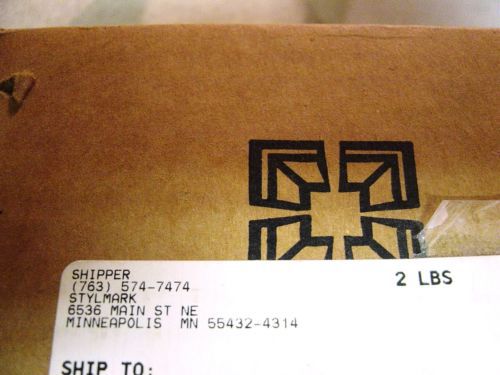 SHIPPER
(763) 574-7474
STYLMARK
6536 MAIN ST NE
MINNEAPOLIS MN 55432-4314
2 LBS
SHIP TO: